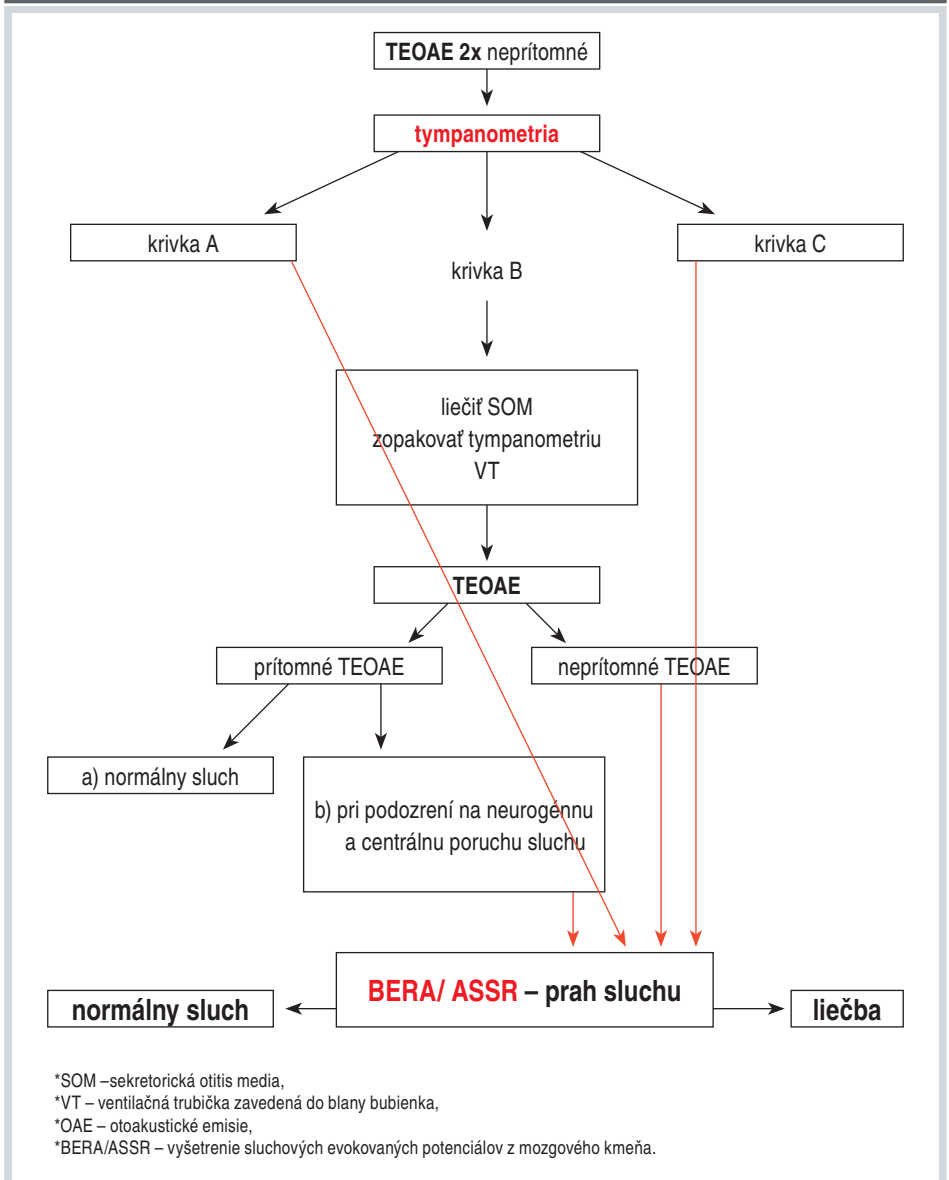 TEOAE 2x neprítomné
tympanometria
krivka A
krivka B
krivka C
liečiť SOM
zopakovať tympanometriu
VT
TEOAE
prítomné TEOAE
neprítomné TEOAE
a) normálny sluch
b) pri podozrení na neurogénnu
a centrálnu poruchu sluchu
BERA/ ASSR – prah sluchu
normálny sluch
liečba
*SOM –sekretorická otitis media,
*VT – ventilačná trubička zavedená do blany bubienka,
*OAE – otoakustické emisie,
*BERA/ASSR – vyšetrenie sluchových evokovaných potenciálov z mozgového kmeňa.